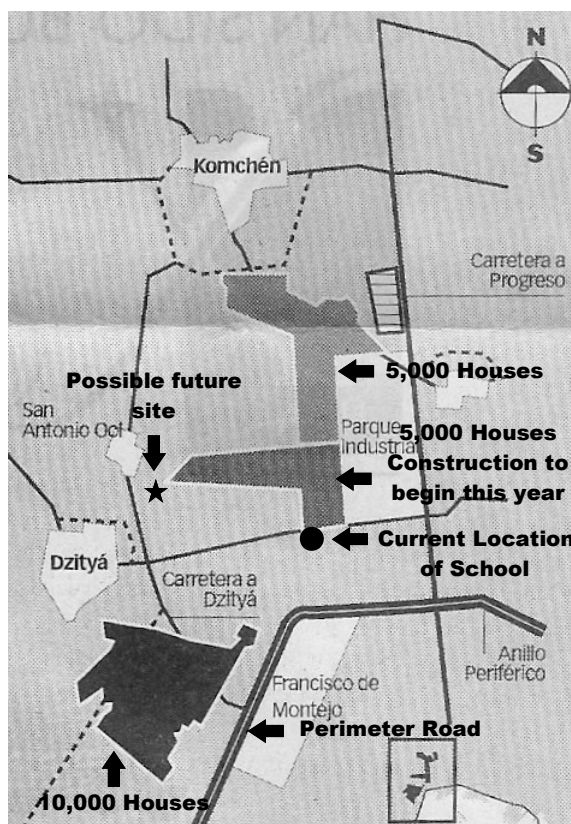 N
S
Komchén
Carretera a
Progreso
5,000 Houses
Possible future
site
San
Antonio
Parque
Industrial
5,000 Houses
Construction to
begin this year
Current Location
of School
Dzityá
Carretera a
Dzityá
Anillo
Periférico
Francisco de
Montejo
Perimeter Road
10,000 Houses